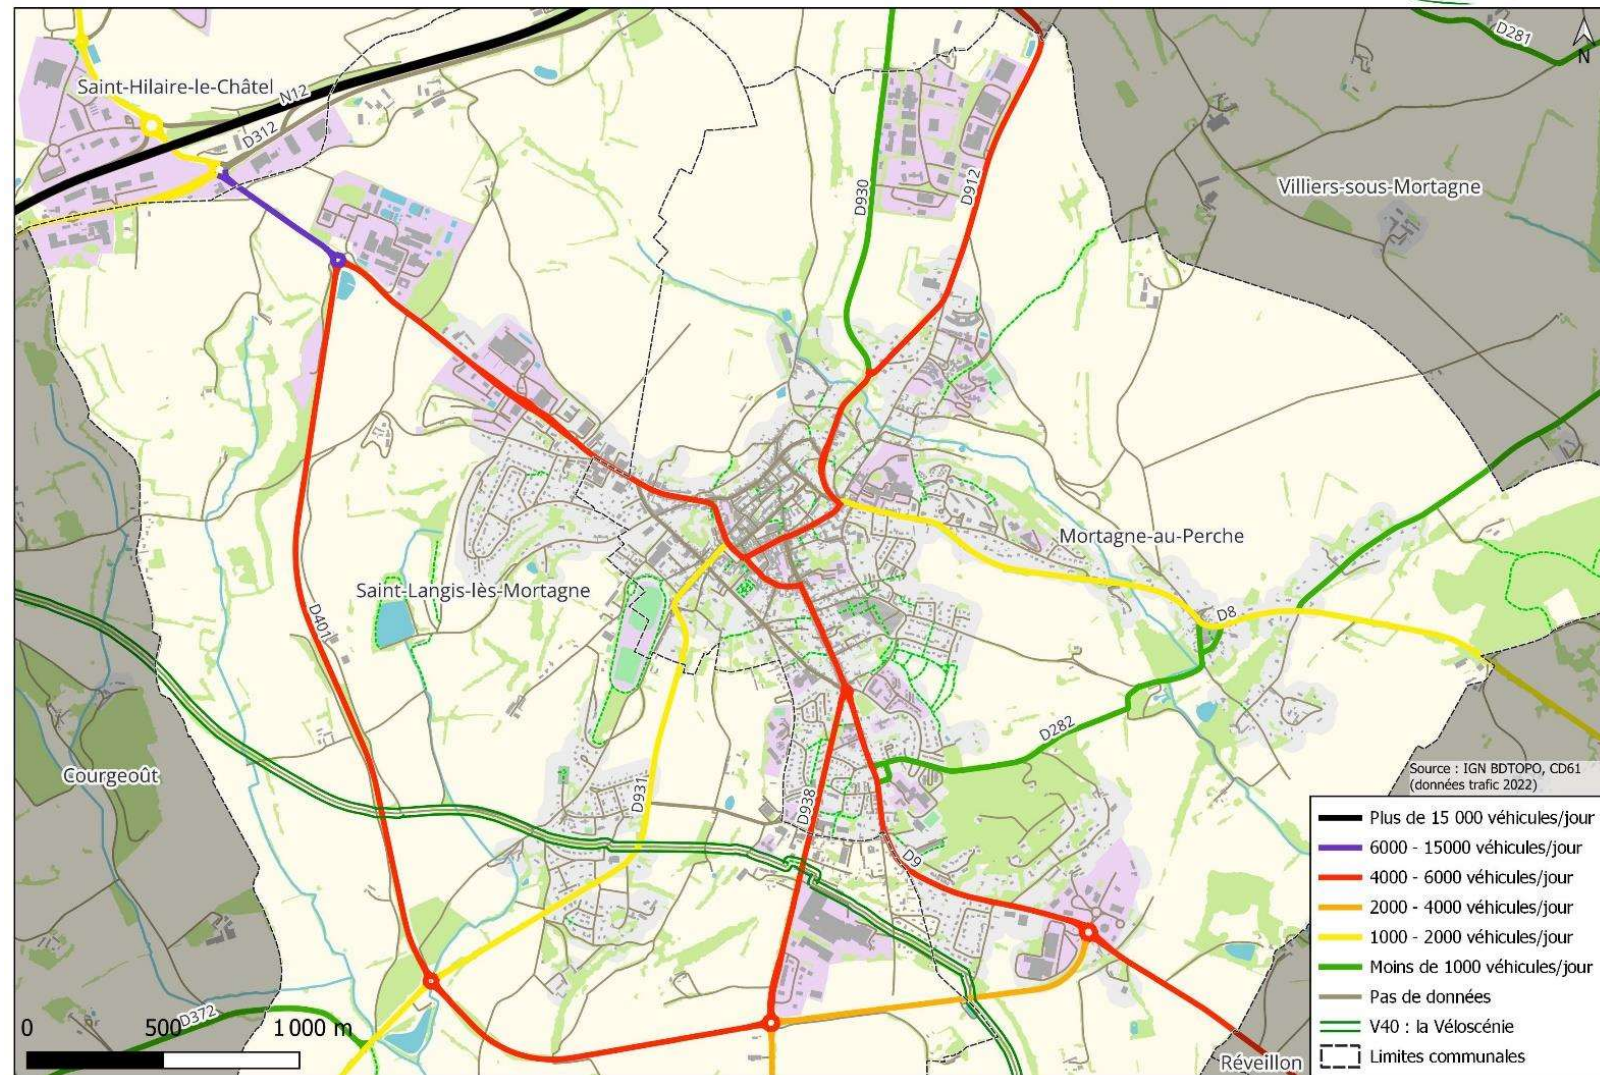 D281
N
Saint-Hilaire-le-Châtel
N12
D312
D930
D912
Villiers-sous-Mortagne
Mortagne-au-Perche
Saint-Langis-lès-Mortagne
D401
D8
D282
Courgeoût
D931
D938
D9
Source : IGN BDTOPO, CD61
(données trafic 2022)
Plus de 15 000 véhicules/jour
6000 - 15000 véhicules/jour
4000 - 6000 véhicules/jour
2000 - 4000 véhicules/jour
1000 - 2000 véhicules/jour
Moins de 1000 véhicules/jour
Pas de données
V40 : la Véloscénie
Limites communales
D372
0 500 1 000 m
Réveillon